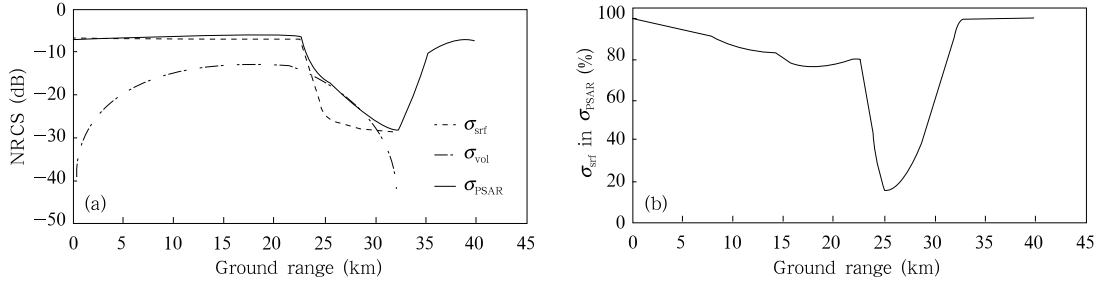 0
−10
−20
−30
−40
−50
NRCS (dB)
σsrf
σvol
σPSAR
(a)
0 5 10 15 20 25 30 35 40 45
Ground range (km)
100
80
60
40
20
0
σsrf in σPSAR (%)
(b)
0 5 10 15 20 25 30 35 40 45
Ground range (km)